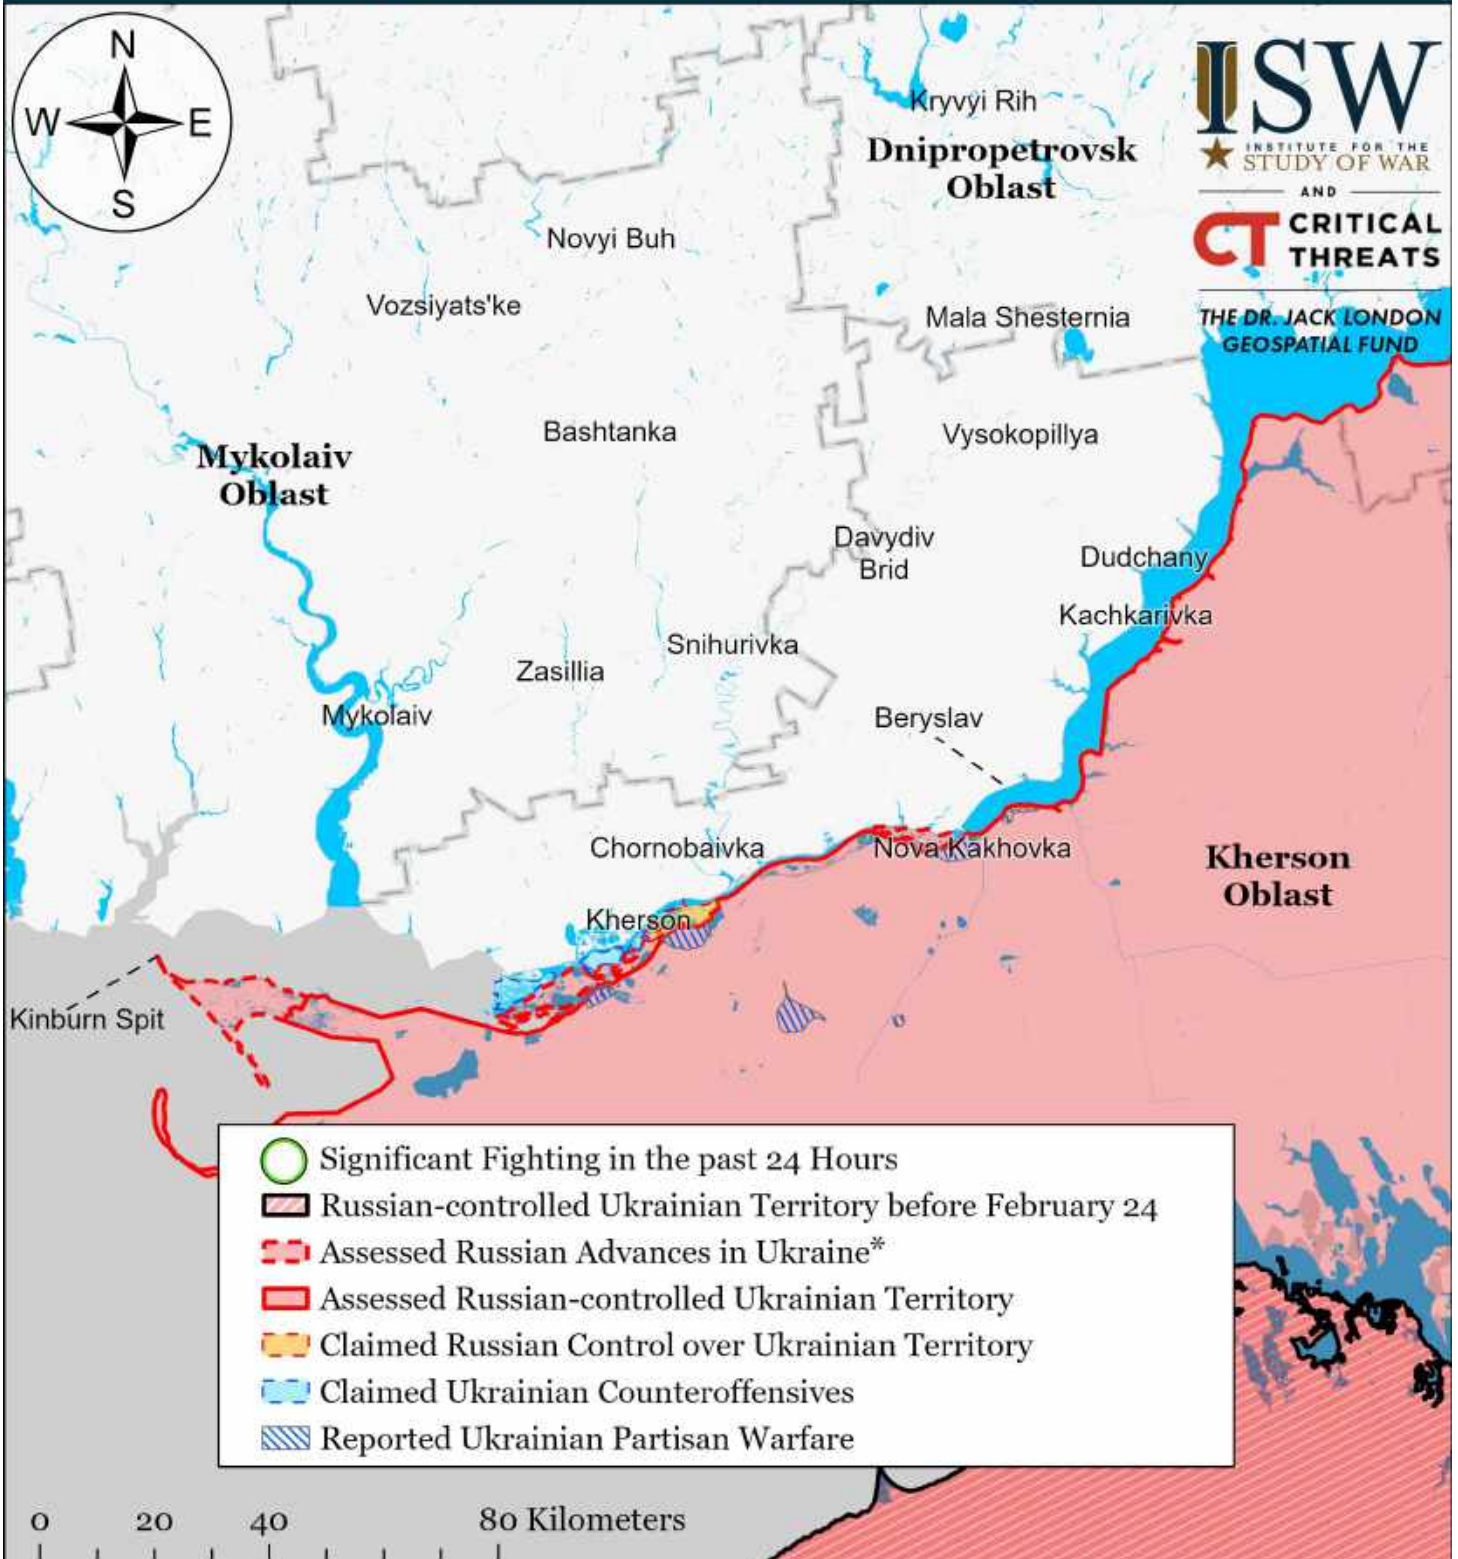 N
W E
S
ISW
INSTITUTE FOR THE
STUDY OF WAR
AND
CT CRITICAL
THREATS
THE DR. JACK LONDON
GEOSPATIAL FUND
Kryvyi Rih
Dnipropetrovsk
Oblast
Novyi Buh
Vozsiyats'ke
Mala Shesternia
Bashtanka
Vysokopillya
Mykolaiv
Oblast
Davydiv
Brid
Dudchany
Kachkarivka
Snihurivka
Zasillia
Mykolaiv
Beryslav
Chornobaivka
Nova Kakhovka
Kherson
Oblast
Kherson
Kinburn Spit
Significant Fighting in the past 24 Hours
Russian-controlled Ukrainian Territory before February 24
Assessed Russian Advances in Ukraine*
Assessed Russian-controlled Ukrainian Territory
Claimed Russian Control over Ukrainian Territory
Claimed Ukrainian Counteroffensives
Reported Ukrainian Partisan Warfare
0 20 40 80 Kilometers